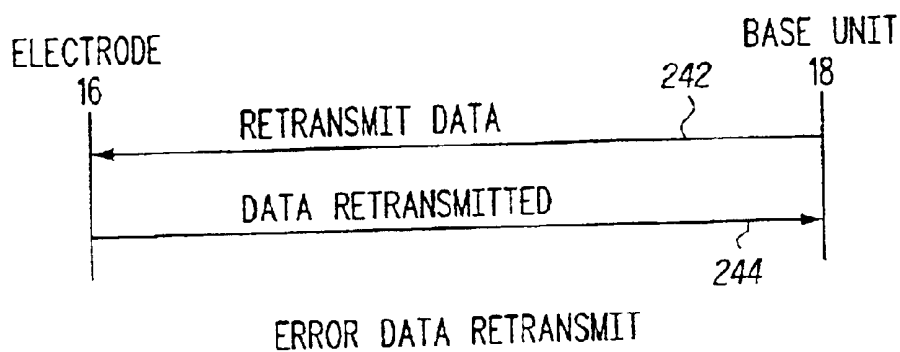 ELECTRODE
16
BASE UNIT
18
242
RETRANSMIT DATA
DATA RETRANSMITTED
244
ERROR DATA RETRANSMIT